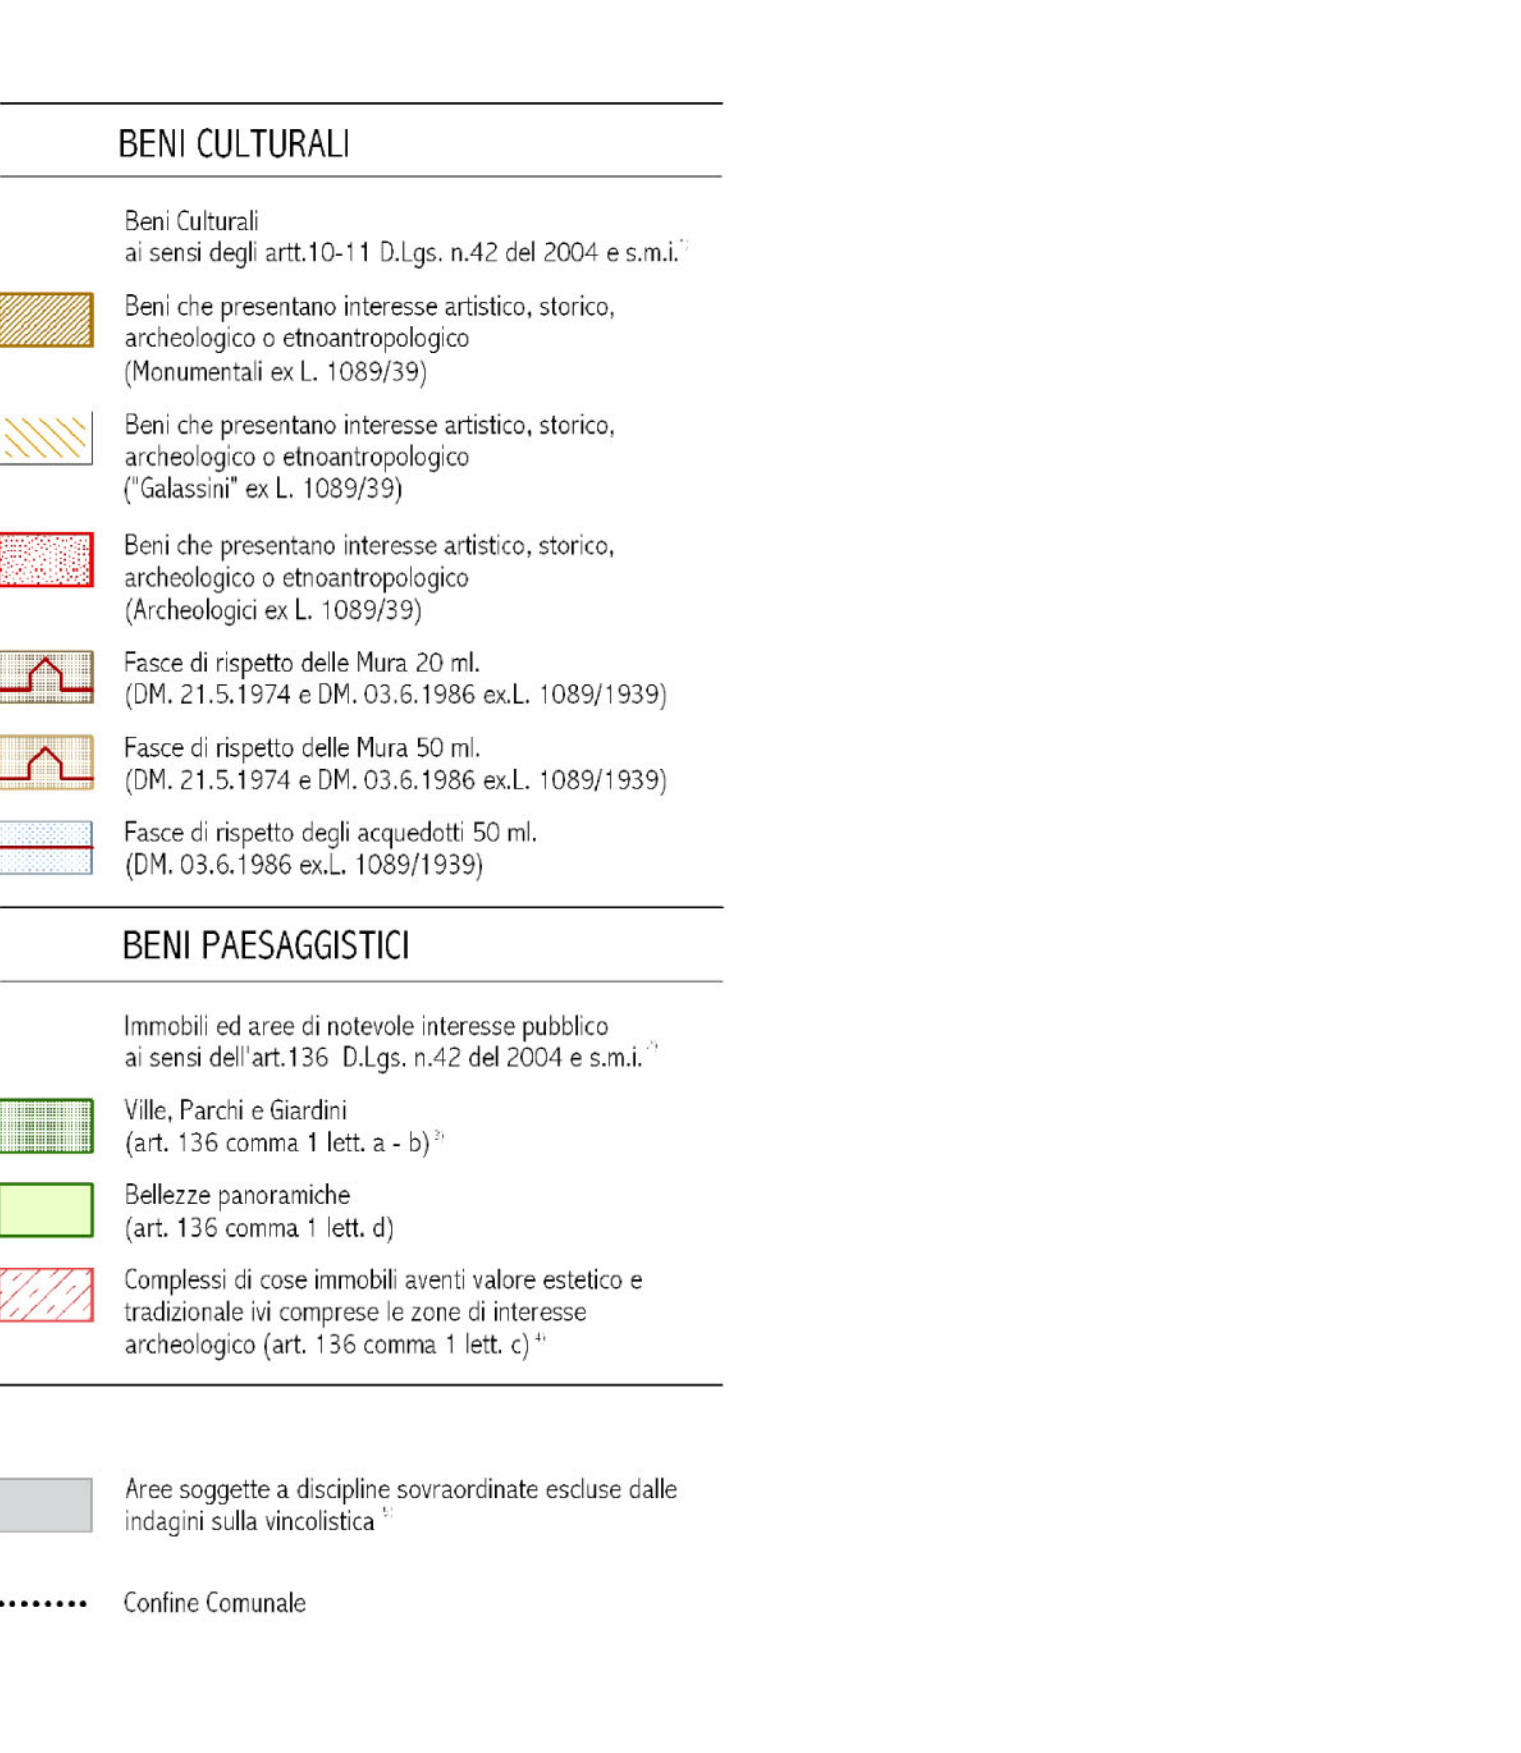 BENI CULTURALI
Beni Culturali
ai sensi degli artt.10-11 D.Lgs. n.42 del 2004 e s.m.i.
Beni che presentano interesse artistico, storico,
archeologico o etnoantropologico
(Monumentali ex L. 1089/39)
Beni che presentano interesse artistico, storico,
archeologico o etnoantropologico
("Galassini" ex L. 1089/39)
Beni che presentano interesse artistico, storico,
archeologico o etnoantropologico
(Archeologici ex L. 1089/39)
Fasce di rispetto delle Mura 20 ml.
(DM. 21.5.1974 e DM. 03.6.1986 ex.L. 1089/1939)
Fasce di rispetto delle Mura 50 ml.
(DM. 21.5.1974 e DM. 03.6.1986 ex.L. 1089/1939)
Fasce di rispetto degli acquedotti 50 ml.
(DM. 03.6.1986 ex.L. 1089/1939)
BENI PAESAGGISTICI
Immobili ed aree di notevole interesse pubblico
ai sensi dell'art.136 D.Lgs. n.42 del 2004 e s.m.i.
Ville, Parchi e Giardini
(art. 136 comma 1 lett. a - b) 3)
Bellezze panoramiche
(art. 136 comma 1 lett. d)
Complessi di cose immobili aventi valore estetico e
tradizionale ivi comprese le zone di interesse
archeologico (art. 136 comma 1 lett. c) 4)
Aree soggette a discipline sovraordinate escluse dalle
indagini sulla vincolistica 5)
Confine Comunale